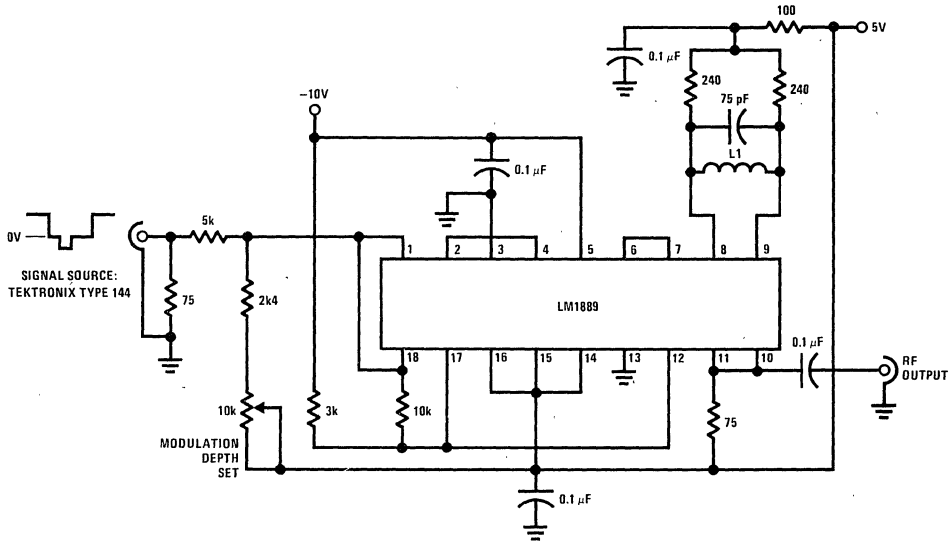 100
5V
0.1 μF
240
240
75 pF
L1
−10V
0.1 μF
5k
0V
SIGNAL SOURCE:
TEKTRONIX TYPE 144
75
2k4
1
2
3
4
5
6
7
8
9
LM1889
18
17
16
15
14
13
12
11
10
0.1 μF
RF
OUTPUT
10k
3k
10k
75
MODULATION
DEPTH
SET
0.1 μF